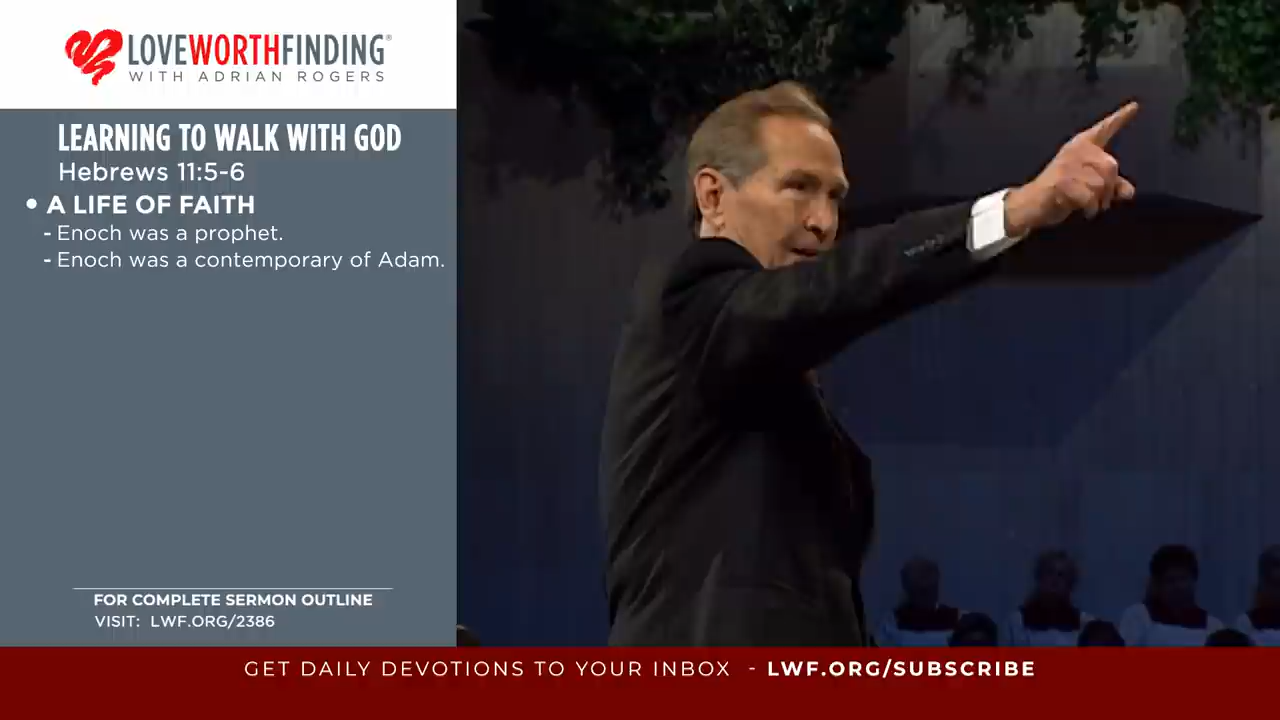 LOVEWORTHFINDING®
WITH ADRIAN ROGERS
LEARNING TO WALK WITH GOD
Hebrews 11:5-6
• A LIFE OF FAITH
- Enoch was a prophet.
- Enoch was a contemporary of Adam.
FOR COMPLETE SERMON OUTLINE
VISIT: LWF.ORG/2386
GET DAILY DEVOTIONS TO YOUR INBOX - LWF.ORG/SUBSCRIBE